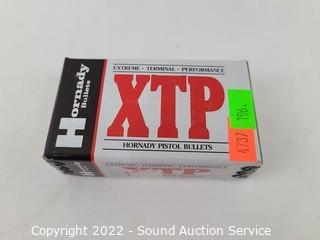 Hornady
Bullets
EXTREME · TERMINAL · PERFORMANCE
XTP
HORNADY PISTOL BULLETS
4737
196.
EXTREME · TERMINAL · PERFORMANCE
XTP
Copyright 2022 - Sound Auction Service